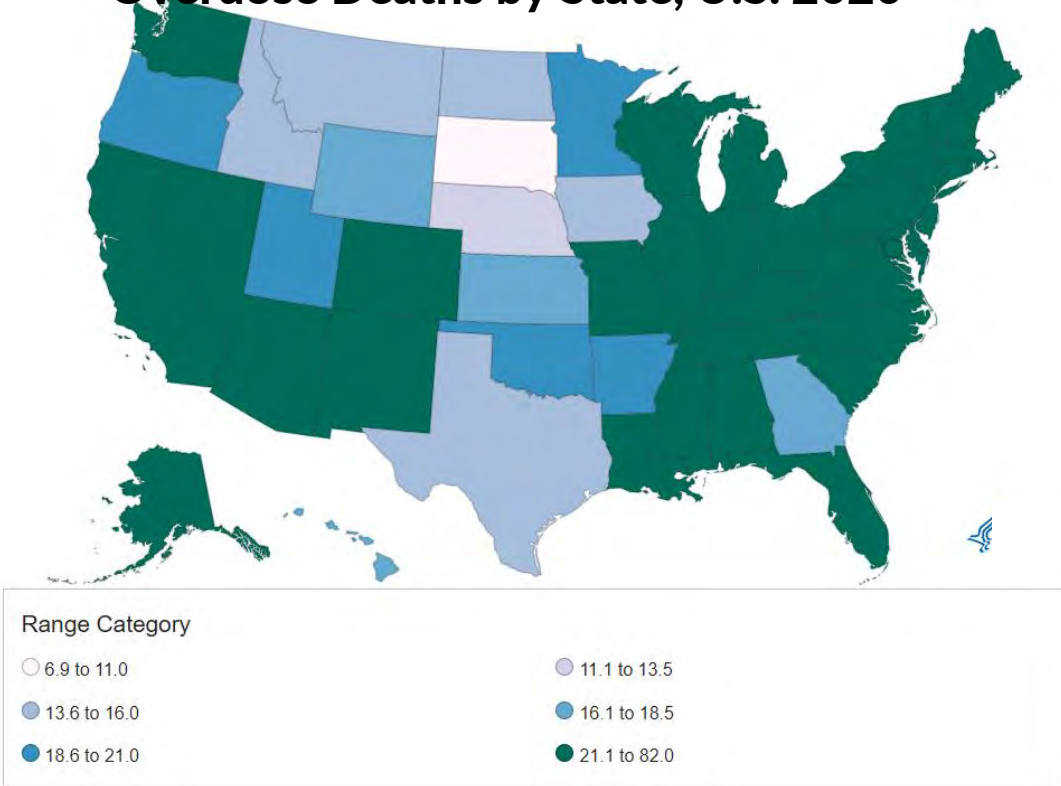 Overdose Deaths by State, U.S. 2020
Range Category
6.9 to 11.0
11.1 to 13.5
13.6 to 16.0
16.1 to 18.5
18.6 to 21.0
21.1 to 82.0